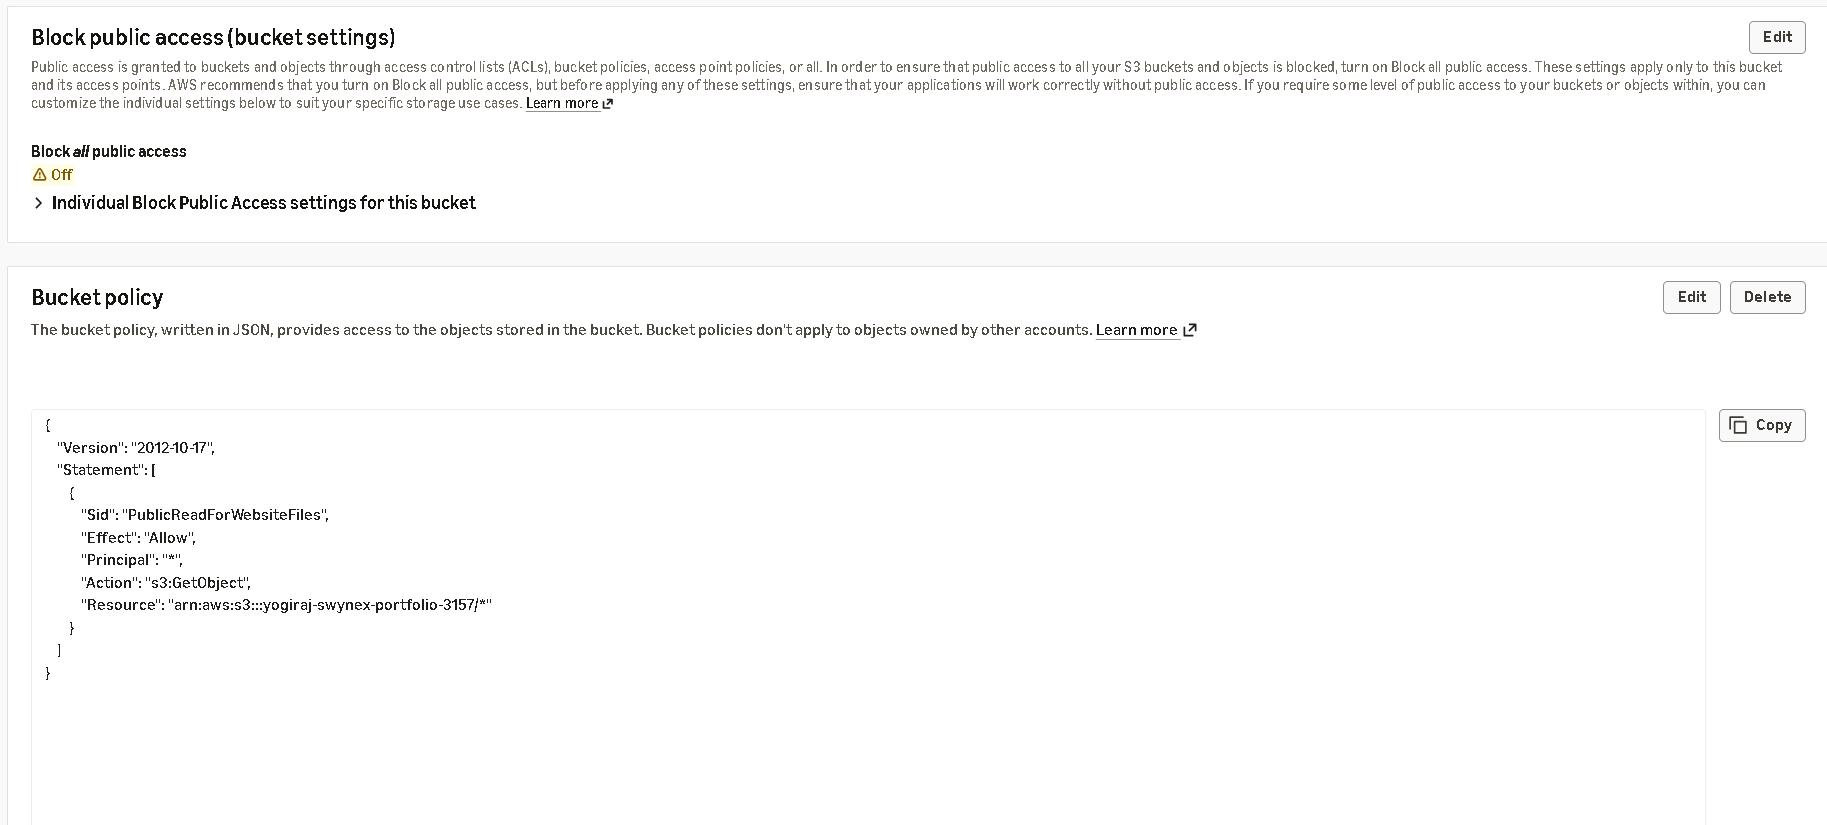 Block public access (bucket settings)
Edit
Public access is granted to buckets and objects through access control lists (ACLs), bucket policies, access point policies, or all. In order to ensure that public access to all your S3 buckets and objects is blocked, turn on Block all public access. These settings apply only to this bucket
and its access points. AWS recommends that you turn on Block all public access, but before applying any of these settings, ensure that your applications will work correctly without public access. If you require some level of public access to your buckets or objects within, you can
customize the individual settings below to suit your specific storage use cases. Learn more
Block all public access
Off
Individual Block Public Access settings for this bucket
Bucket policy
Edit
Delete
The bucket policy, written in JSON, provides access to the objects stored in the bucket. Bucket policies don't apply to objects owned by other accounts. Learn more
Copy
{
"Version": "2012-10-17",
"Statement": [
{
"Sid": "PublicReadForWebsiteFiles",
"Effect": "Allow",
"Principal": "*",
"Action": "s3:GetObject",
"Resource": "arn:aws:s3:::yogiraj-swynex-portfolio-3157/*"
}
]
}